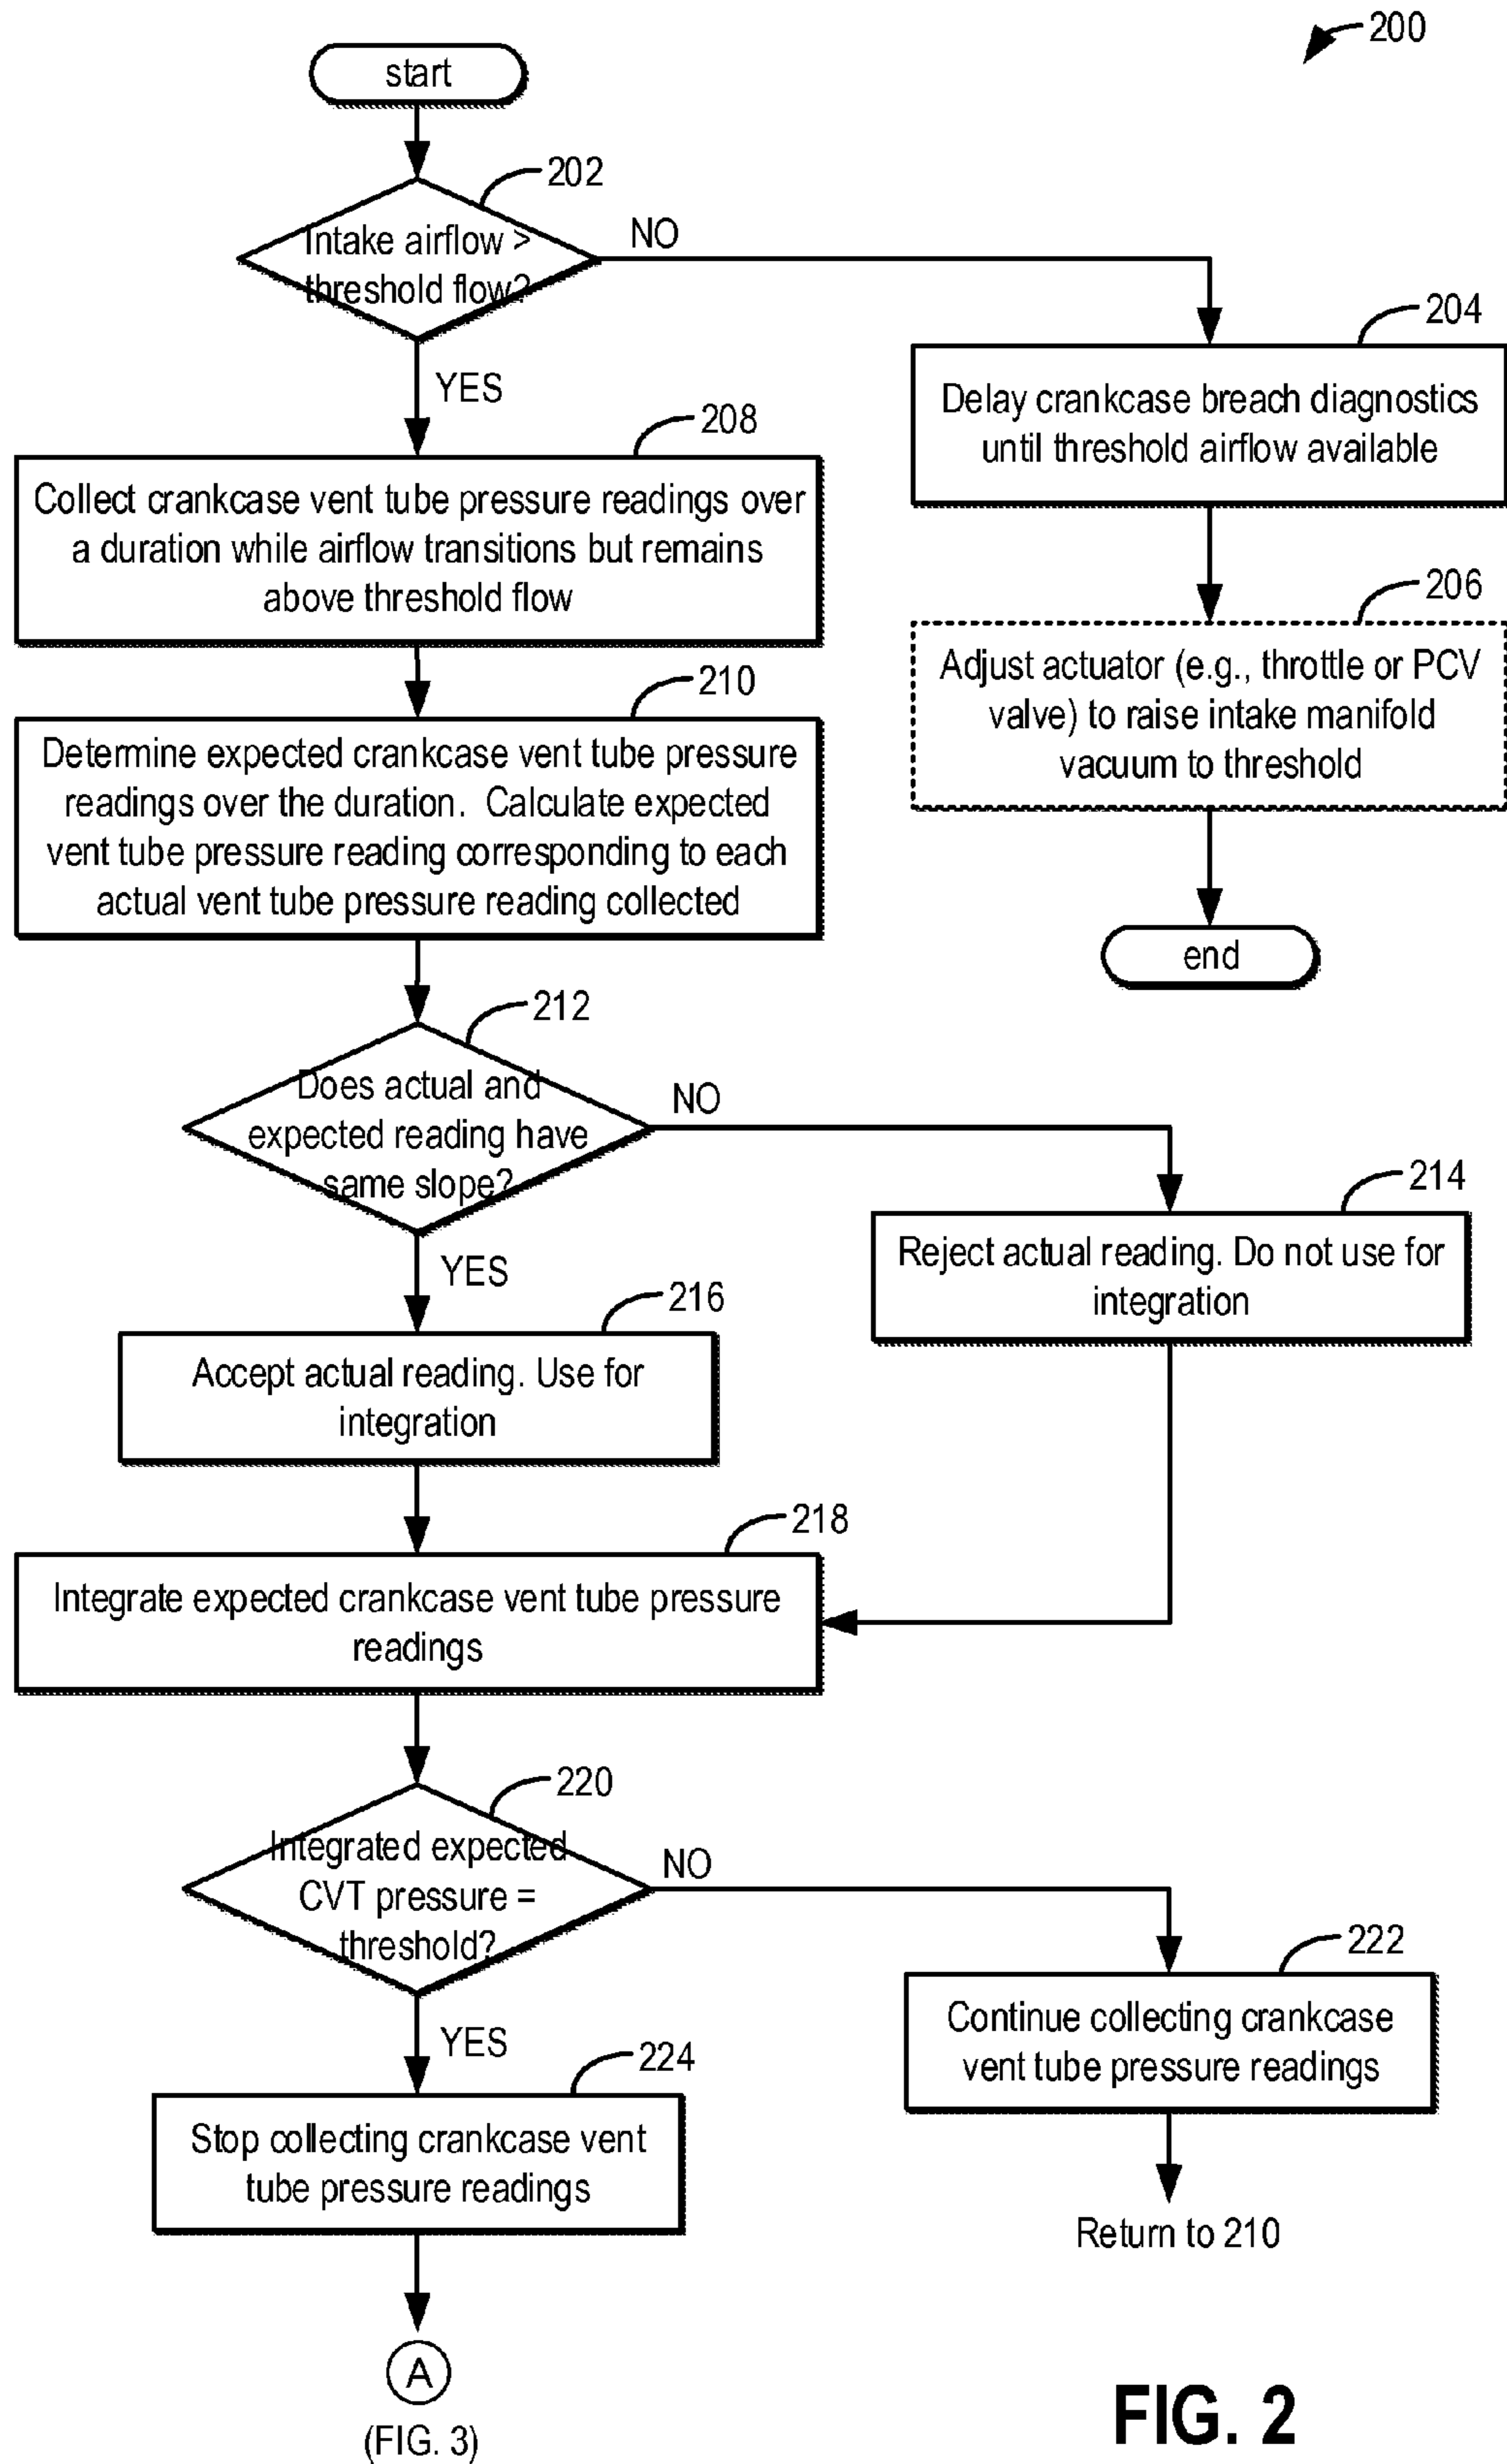 200
start
202
Intake airflow >
threshold flow?
NO
YES
204
Delay crankcase breach diagnostics
until threshold airflow available
208
Collect crankcase vent tube pressure readings over
a duration while airflow transitions but remains
above threshold flow
206
Adjust actuator (e.g., throttle or PCV
valve) to raise intake manifold
vacuum to threshold
210
Determine expected crankcase vent tube pressure
readings over the duration. Calculate expected
vent tube pressure reading corresponding to each
actual vent tube pressure reading collected
end
212
Does actual and
expected reading have
same slope?
NO
YES
214
Reject actual reading. Do not use for
integration
216
Accept actual reading. Use for
integration
218
Integrate expected crankcase vent tube pressure
readings
220
Integrated expected
CVT pressure =
threshold?
NO
YES
222
Continue collecting crankcase
vent tube pressure readings
Return to 210
224
Stop collecting crankcase vent
tube pressure readings
A
(FIG. 3)
FIG. 2